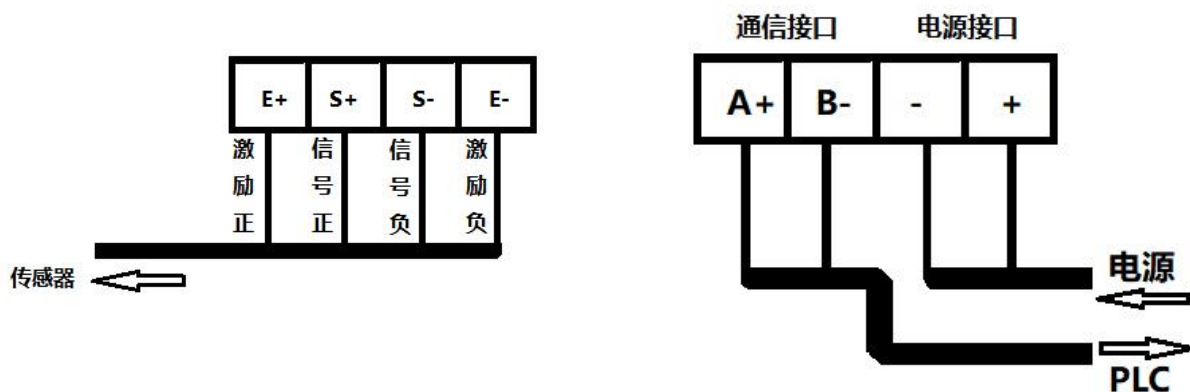 通信接口 电源接口
E+ S+ S- E-
A+ B- - +
激励正 信号正 信号负 激励负
传感器
电源
PLC